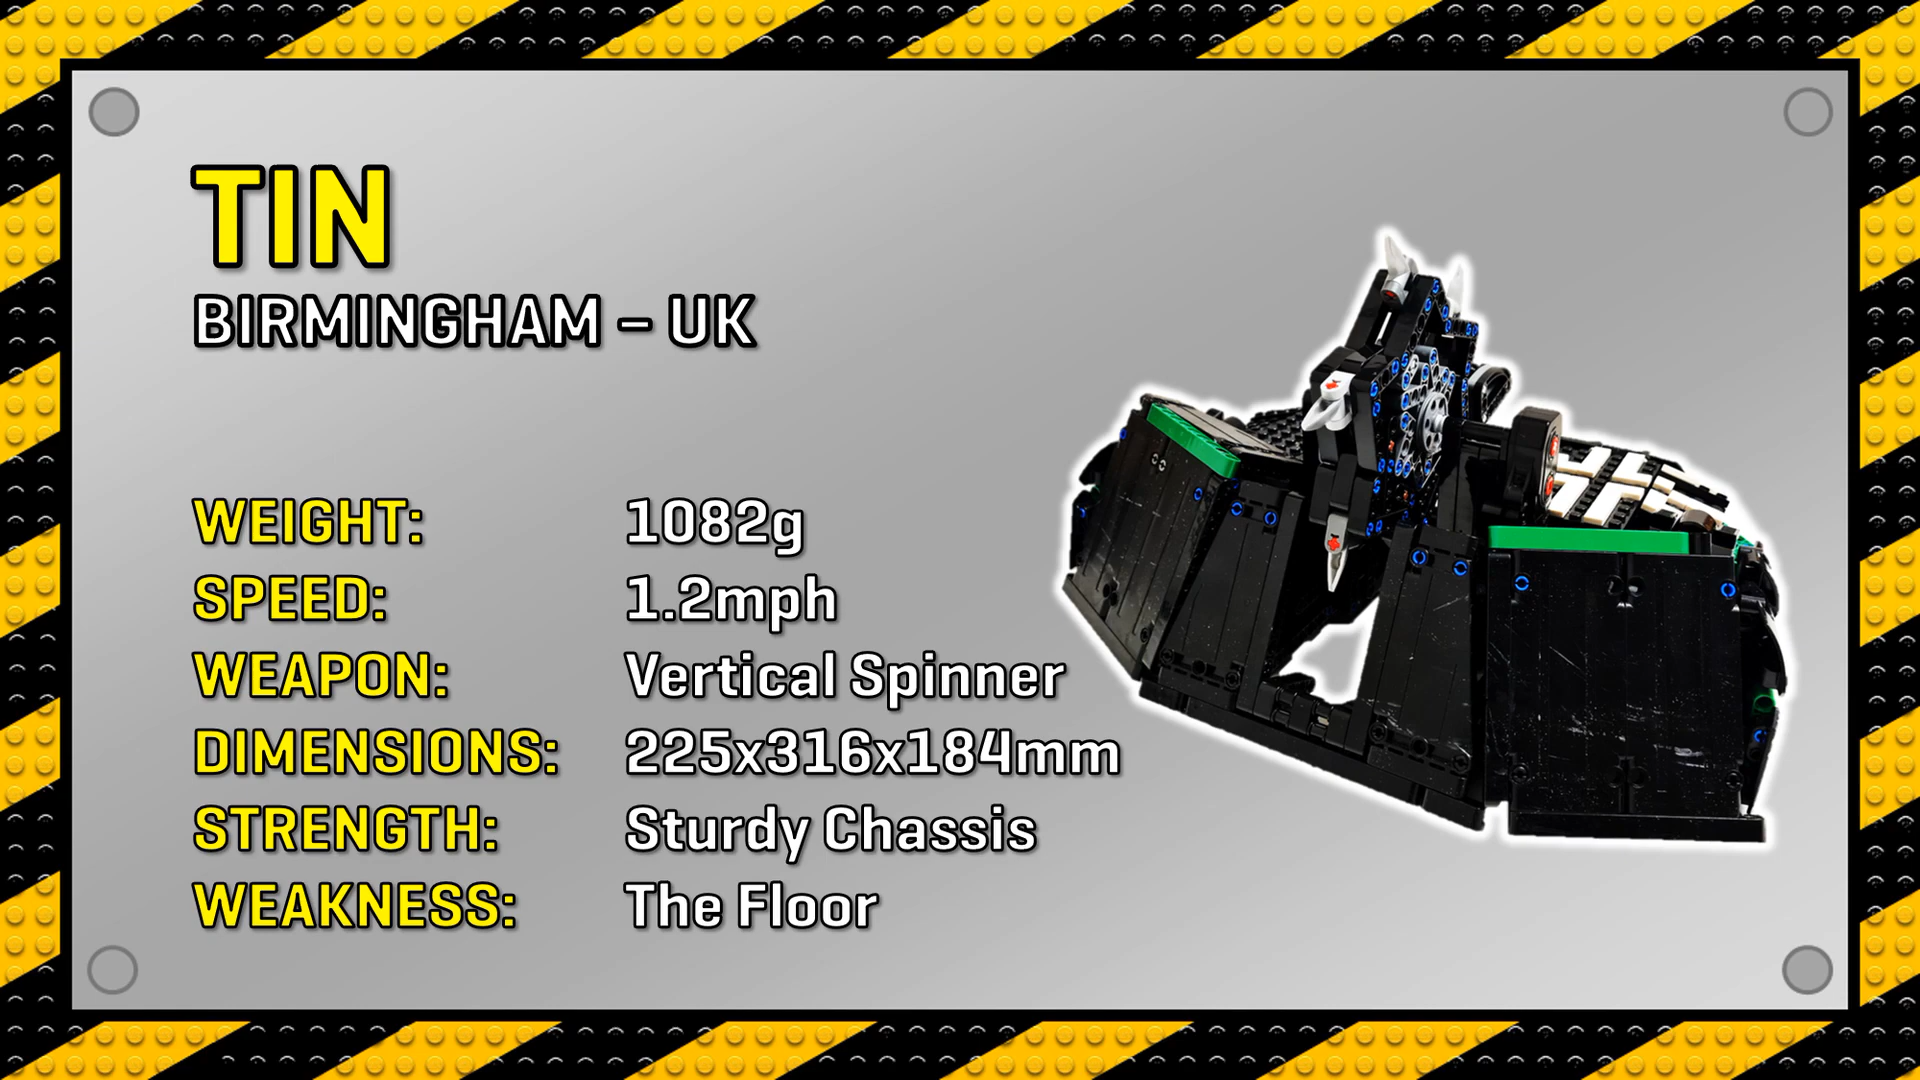 TIN
BIRMINGHAM – UK
WEIGHT: 1082g
SPEED: 1.2mph
WEAPON: Vertical Spinner
DIMENSIONS: 225x316x184mm
STRENGTH: Sturdy Chassis
WEAKNESS: The Floor